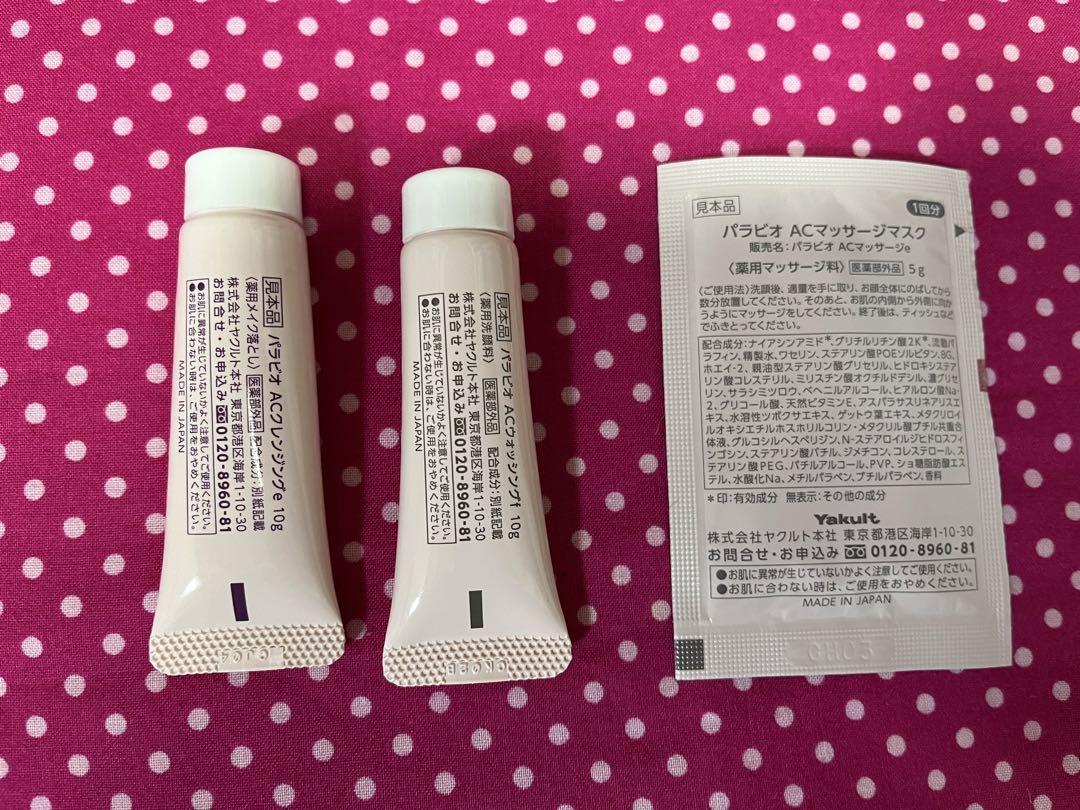 見本品 パラビオ ACクレンジングe 10g
〈薬用メイク落とし〉 医薬部外品 配合成分:別紙記載
株式会社ヤクルト本社 東京都港区海岸1-10-30
お問合せ・お申込み 0120-8960-81
●お肌に異常が生じていないかよく注意してご使用ください。
●お肌に合わない時は、ご使用をおやめください。
MADE IN JAPAN
見本品 パラビオ ACウォッシングf 10g
〈薬用洗顔料〉 医薬部外品 配合成分:別紙記載
株式会社ヤクルト本社 東京都港区海岸1-10-30
お問合せ・お申込み 0120-8960-81
●お肌に異常が生じていないかよく注意してご使用ください。
●お肌に合わない時は、ご使用をおやめください。
MADE IN JAPAN
見本品 1回分
パラビオ ACマッサージマスク
販売名:パラビオ ACマッサージe
〈薬用マッサージ料〉 医薬部外品 5g
〈ご使用法〉洗顔後、適量を手に取り、お顔全体にのばしてから
数分放置してください。そのあと、お肌の内側から外側に向か
うようにマッサージをしてください。終了後は、ティッシュなど
でふきとってください。
配合成分:ナイアシンアミド*、グリチルリチン酸2K*、流動パ
ラフィン、精製水、ワセリン、ステアリン酸POEソルビタン、BG、
ホエイ-2、親油型ステアリン酸グリセリル、ヒドロキシステア
リン酸コレステリル、ミリスチン酸オクチルドデシル、濃グリセ
リン、サラシミツロウ、ベヘニルアルコール、ヒアルロン酸Na-
2、グリコール酸、天然ビタミンE、アスパラサスリネアリスエ
キス、水溶性ツボクサエキス、ゲットウ葉エキス、メタクリロイ
ルオキシエチルホスホリルコリン・メタクリル酸ブチル共重合
体液、グルコシルヘスペリジン、N-ステアロイルジヒドロスフィ
ンゴシン、ステアリン酸バチル、ジメチコン、コレステロール、ス
テアリン酸PEG、バチルアルコール、PVP、ショ糖脂肪酸エス
テル、水酸化Na、メチルパラベン、ブチルパラベン、香料
*印:有効成分 無表示:その他の成分
Yakult
株式会社ヤクルト本社 東京都港区海岸1-10-30
お問合せ・お申込み 0120-8960-81
●お肌に異常が生じていないかよく注意してご使用ください。
●お肌に合わない時は、ご使用をおやめください。
MADE IN JAPAN